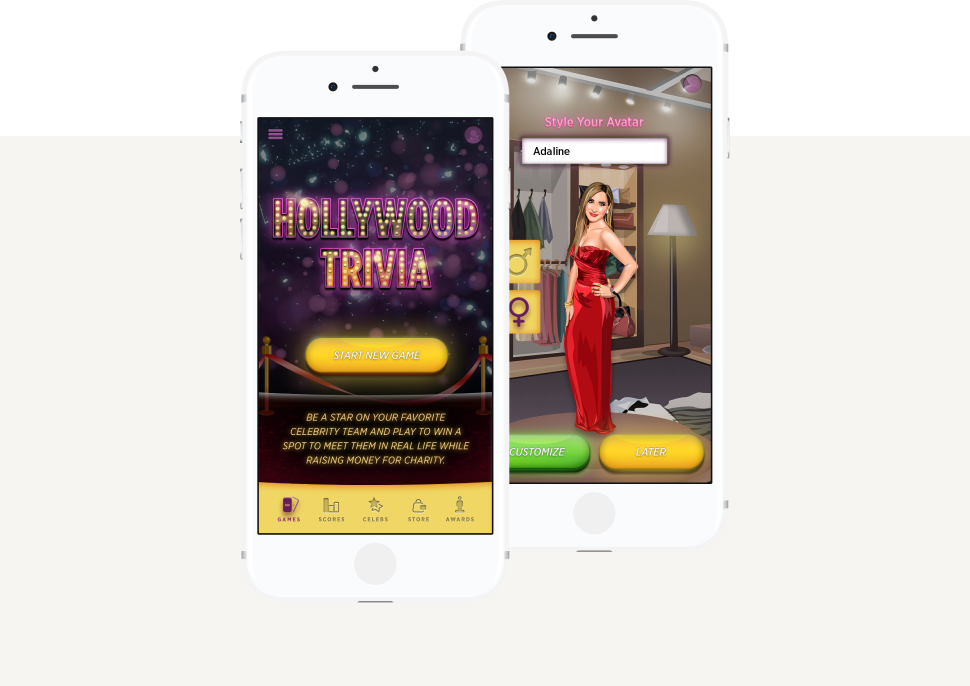 HOLLYWOOD
TRIVIA
START NEW GAME
BE A STAR ON YOUR FAVORITE
CELEBRITY TEAM AND PLAY TO WIN A
SPOT TO MEET THEM IN REAL LIFE WHILE
RAISING MONEY FOR CHARITY.
GAMES
SCORES
CELEBS
STORE
AWARDS
Style Your Avatar
Adaline
CUSTOMIZE
LATER